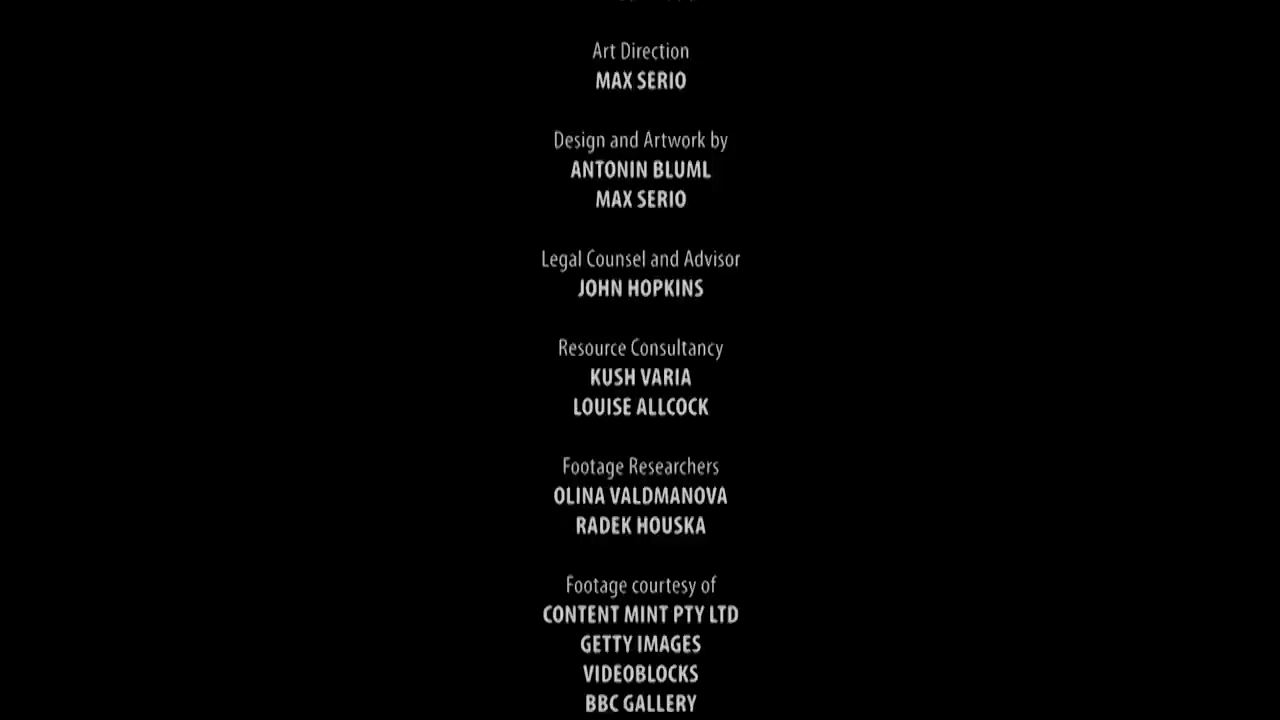 Art Direction
MAX SERIO
Design and Artwork by
ANTONIN BLUML
MAX SERIO
Legal Counsel and Advisor
JOHN HOPKINS
Resource Consultancy
KUSH VARIA
LOUISE ALLCOCK
Footage Researchers
OLINA VALDMANOVA
RADEK HOUSKA
Footage courtesy of
CONTENT MINT PTY LTD
GETTY IMAGES
VIDEOBLOCKS
BBC GALLERY